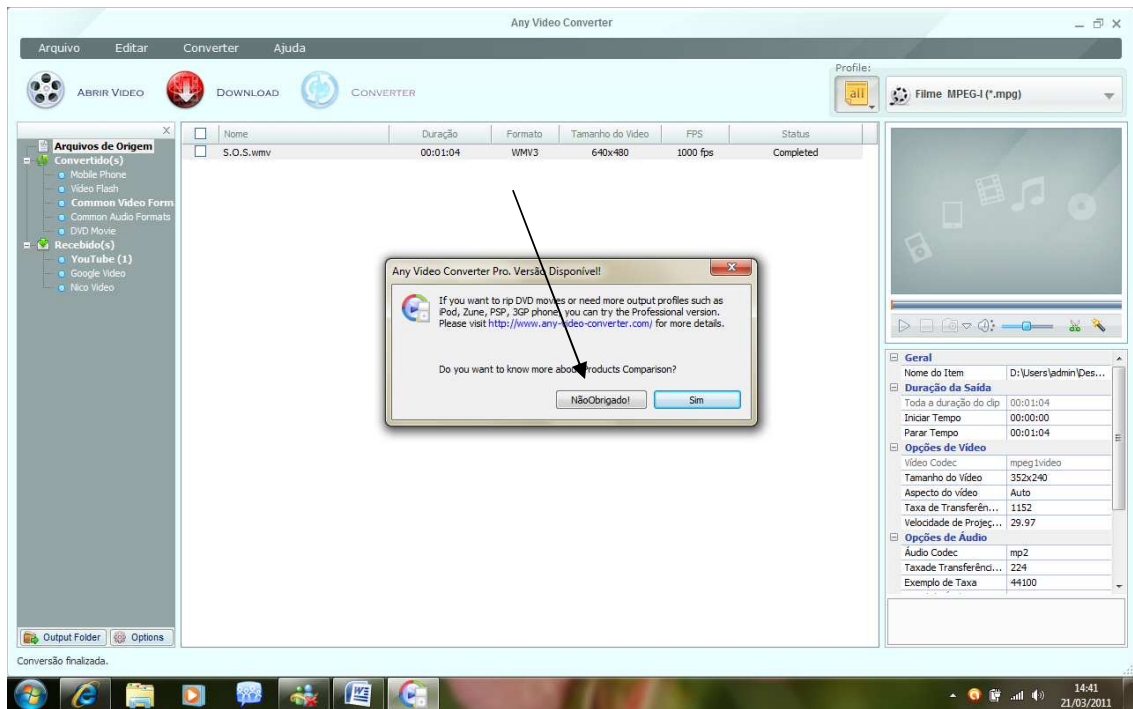 Any Video Converter
Arquivo Editar Converter Ajuda
ABRIR VIDEO DOWNLOAD CONVERTER
Profile:
all
Filme MPEG-I (*.mpg)
Arquivos de Origem
Convertido(s)
Mobile Phone
Vídeo Flash
Common Video Form
Common Audio Formats
DVD Movie
Recebido(s)
YouTube (1)
Google Video
Nico Video
Output Folder Options
Nome Duração Formato Tamanho do Video FPS Status
S.O.S.wmv 00:01:04 WMV3 640x480 1000 fps Completed
Any Video Converter Pro. Versão Disponível!
If you want to rip DVD movies or need more output profiles such as
iPod, Zune, PSP, 3GP phone, you can try the Professional version.
Please visit http://www.any-video-converter.com/ for more details.
Do you want to know more about Products Comparison?
NãoObrigado! Sim
Geral
Nome do Item D:\Users\admin\Des...
Duração da Saída
Toda a duração do clip 00:01:04
Iniciar Tempo 00:00:00
Parar Tempo 00:01:04
Opções de Vídeo
Vídeo Codec mpeg1video
Tamanho do Vídeo 352x240
Aspecto do vídeo Auto
Taxa de Transferên... 1152
Velocidade de Projeç... 29.97
Opções de Áudio
Áudio Codec mp2
Taxade Transferênci... 224
Exemplo de Taxa 44100
Conversão finalizada.
14:41
21/03/2011